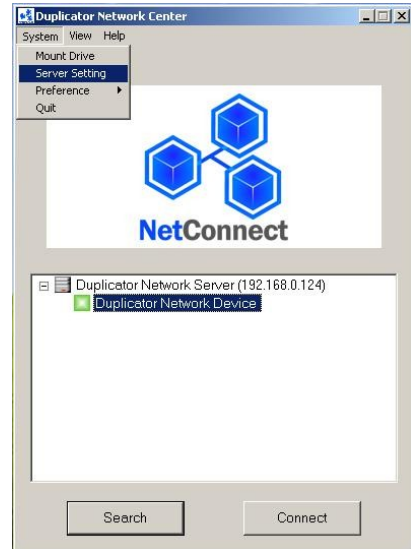 Duplicator Network Center
System View Help
Mount Drive
Server Setting
Preference
Quit
NetConnect
Duplicator Network Server (192.168.0.124)
Duplicator Network Device
Search Connect